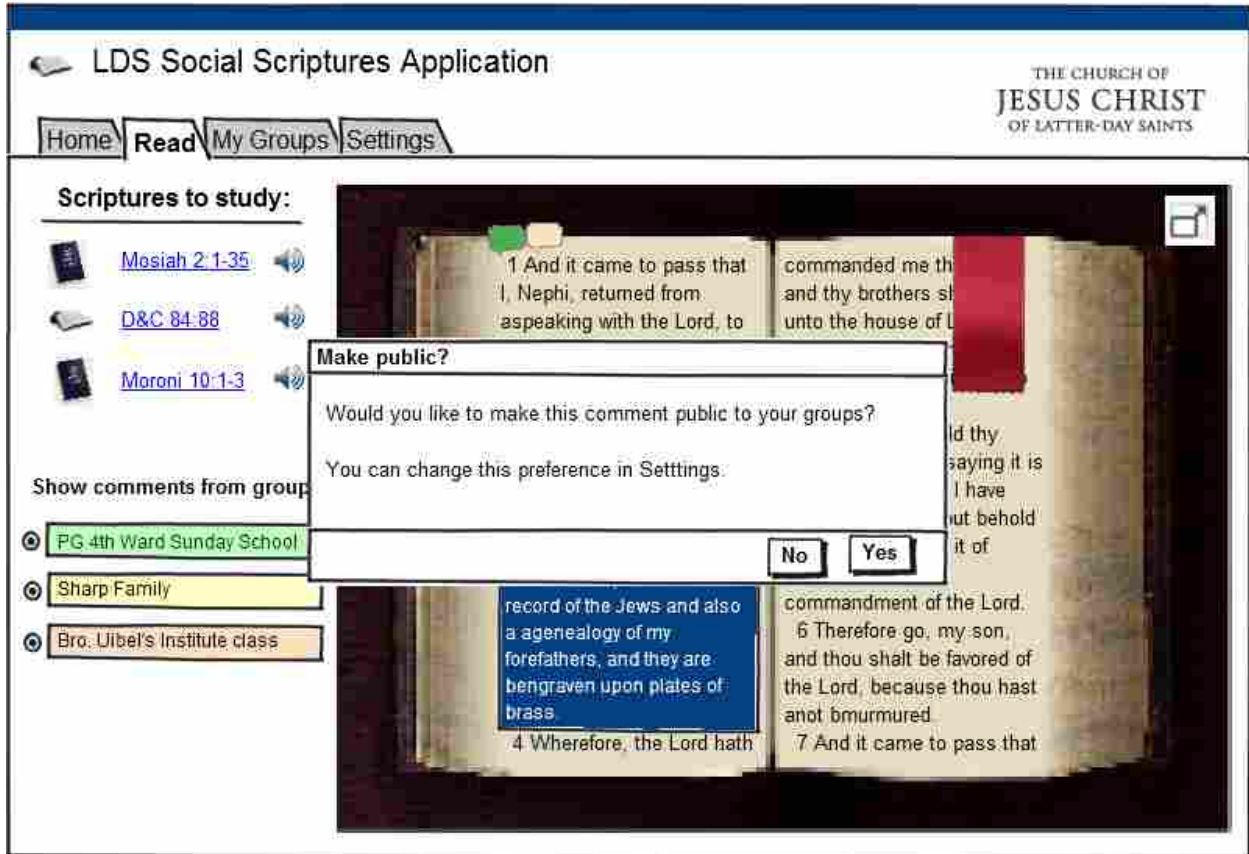 LDS Social Scriptures Application
THE CHURCH OF
JESUS CHRIST
OF LATTER-DAY SAINTS
Home Read My Groups Settings
Scriptures to study:
Mosiah 2:1-35
D&C 84:88
Moroni 10:1-3
Show comments from group
PG 4th Ward Sunday School
Sharp Family
Bro. Uibel's Institute class
1 And it came to pass that
I, Nephi, returned from
aspeaking with the Lord, to
Make public?
Would you like to make this comment public to your groups?
You can change this preference in Setttings.
No Yes
record of the Jews and also
a agenealogy of my
forefathers, and they are
bengraven upon plates of
brass.
4 Wherefore, the Lord hath
commanded me th
and thy brothers sh
unto the house of L
ld thy
saying it is
I have
out behold
it of
commandment of the Lord.
6 Therefore go, my son,
and thou shalt be favored of
the Lord, because thou hast
anot bmurmured.
7 And it came to pass that